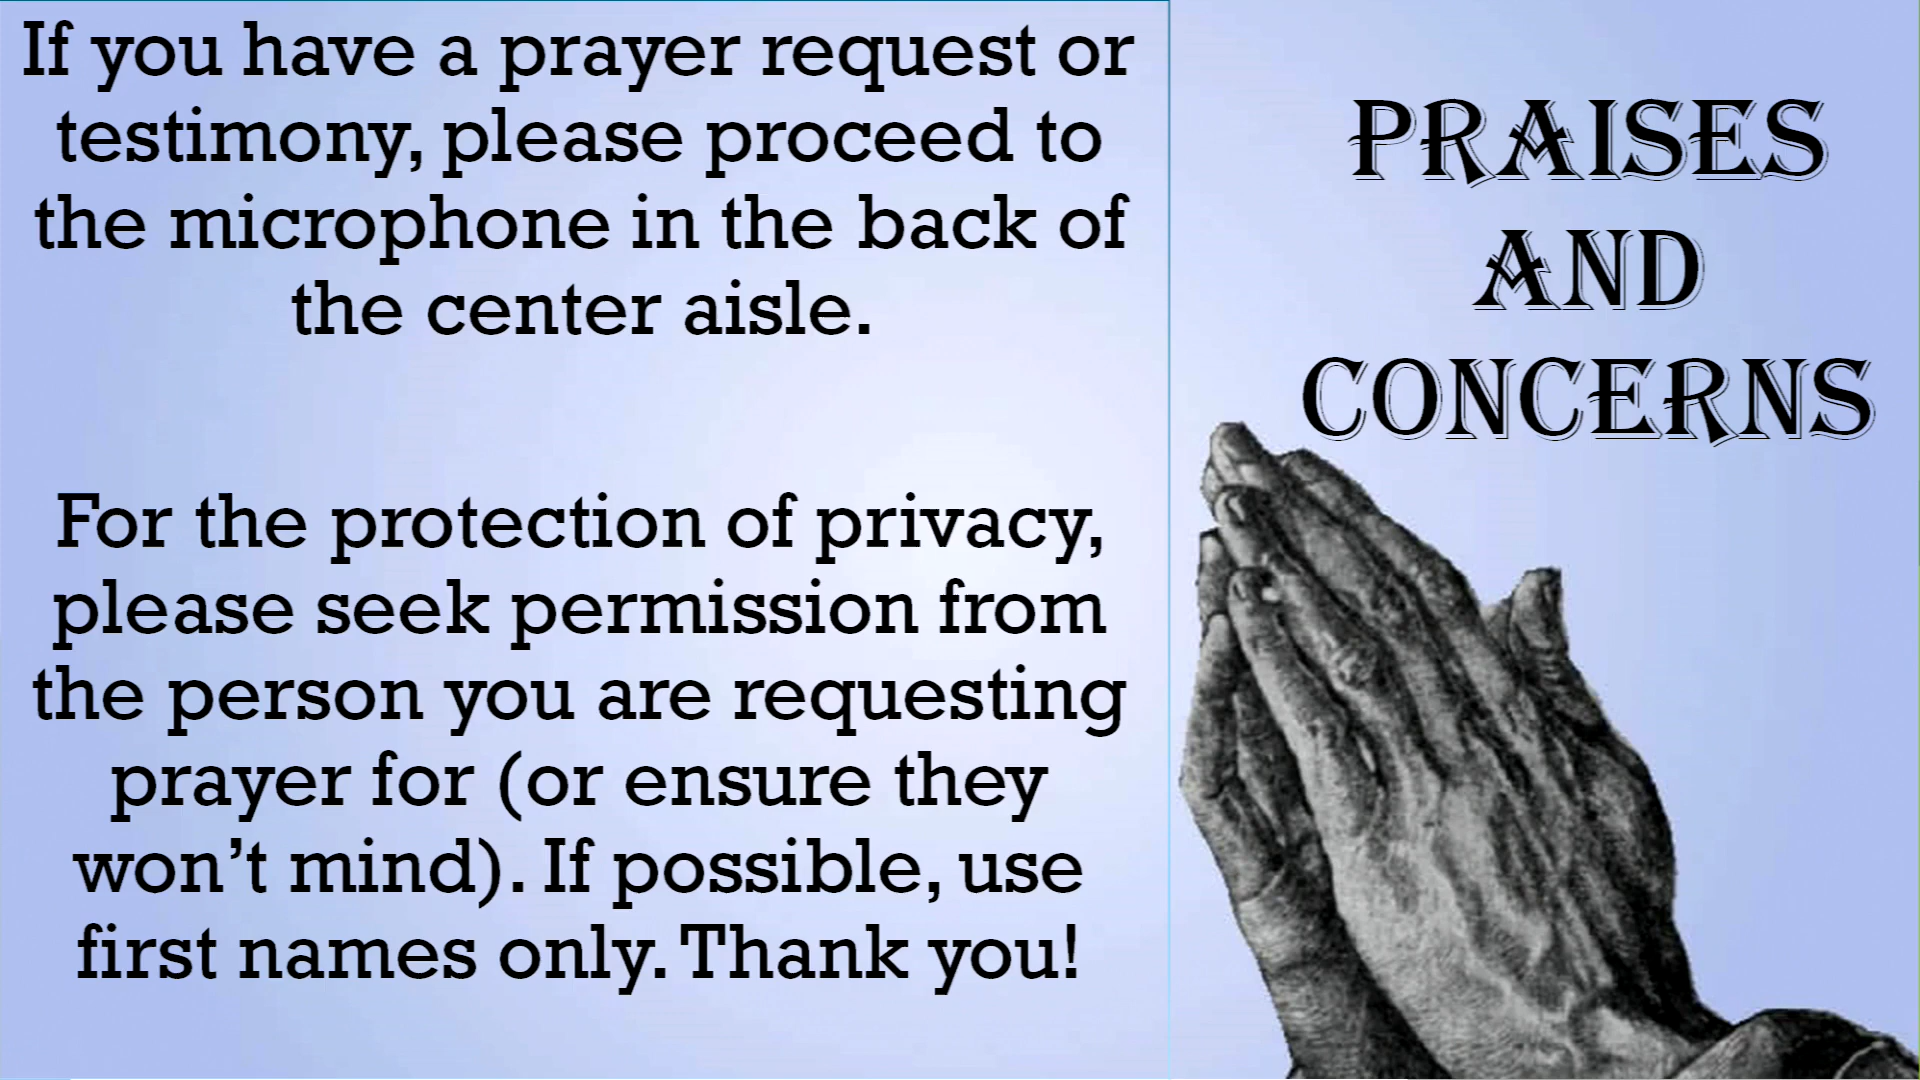 If you have a prayer request or
testimony, please proceed to
the microphone in the back of
the center aisle.
For the protection of privacy,
please seek permission from
the person you are requesting
prayer for (or ensure they
won’t mind). If possible, use
first names only. Thank you!
PRAISES
AND
CONCERNS